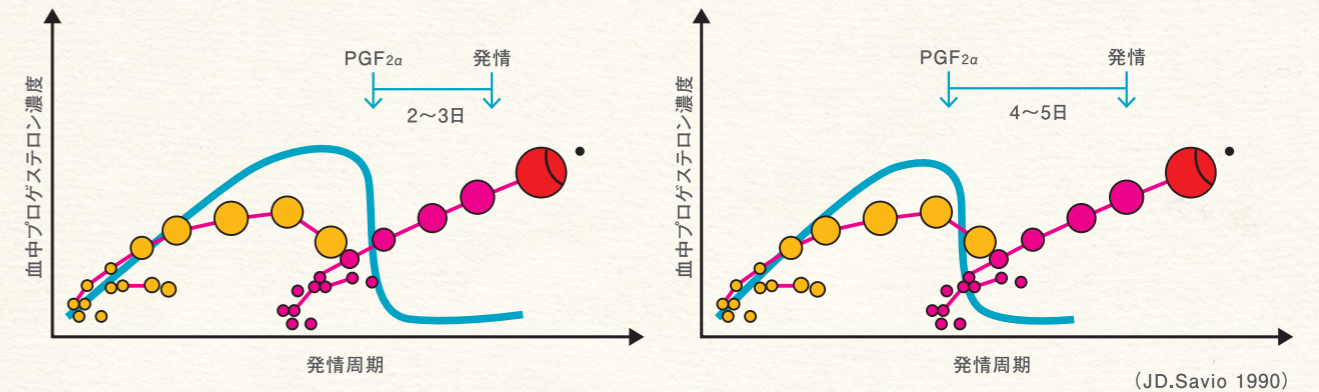 PGF2α
発情
2〜3日
血中プロゲステロン濃度
発情周期
PGF2α
発情
4〜5日
血中プロゲステロン濃度
発情周期
(JD.Savio 1990)